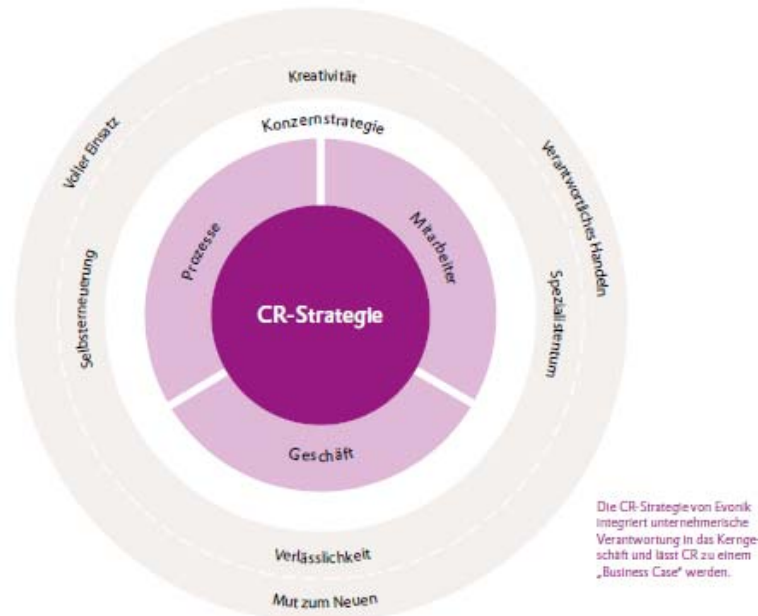 Kreativität
Konzernstrategie
Voller Einsatz
Verantwortliches Handeln
Prozesse
Mitarbeiter
Selbsterneuerung
Spezialistentum
CR-Strategie
Geschäft
Verlässlichkeit
Mut zum Neuen
Die CR-Strategie von Evonik
integriert unternehmerische
Verantwortung in das Kernge-
schäft und lässt CR zu einem
„Business Case“ werden.